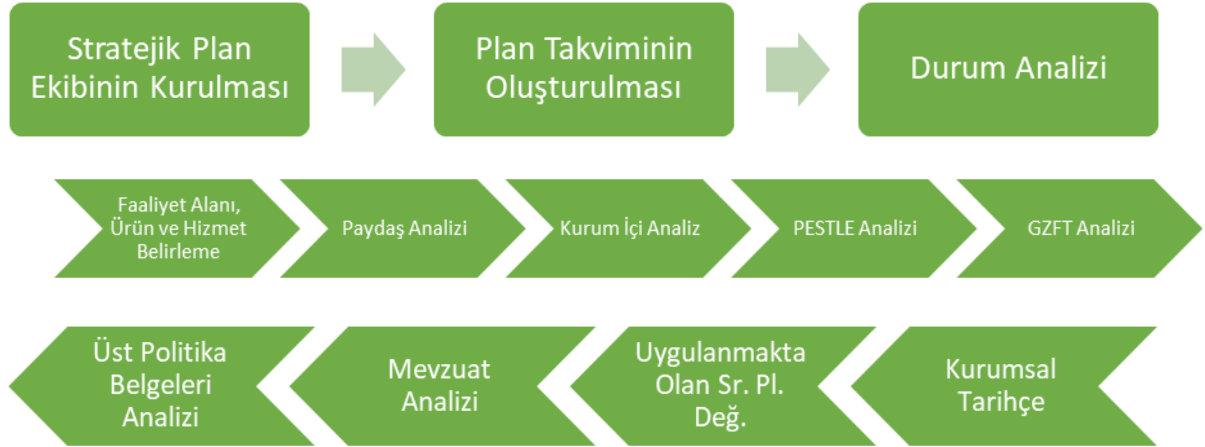 Stratejik Plan
Ekibinin Kurulması
Plan Takviminin
Oluşturulması
Durum Analizi
Faaliyet Alanı,
Ürün ve Hizmet
Belirleme
Paydaş Analizi
Kurum İçi Analiz
PESTLE Analizi
GZFT Analizi
Üst Politika
Belgeleri
Analizi
Mevzuat
Analizi
Uygulanmakta
Olan Sr. Pl.
Değ.
Kurumsal
Tarihçe